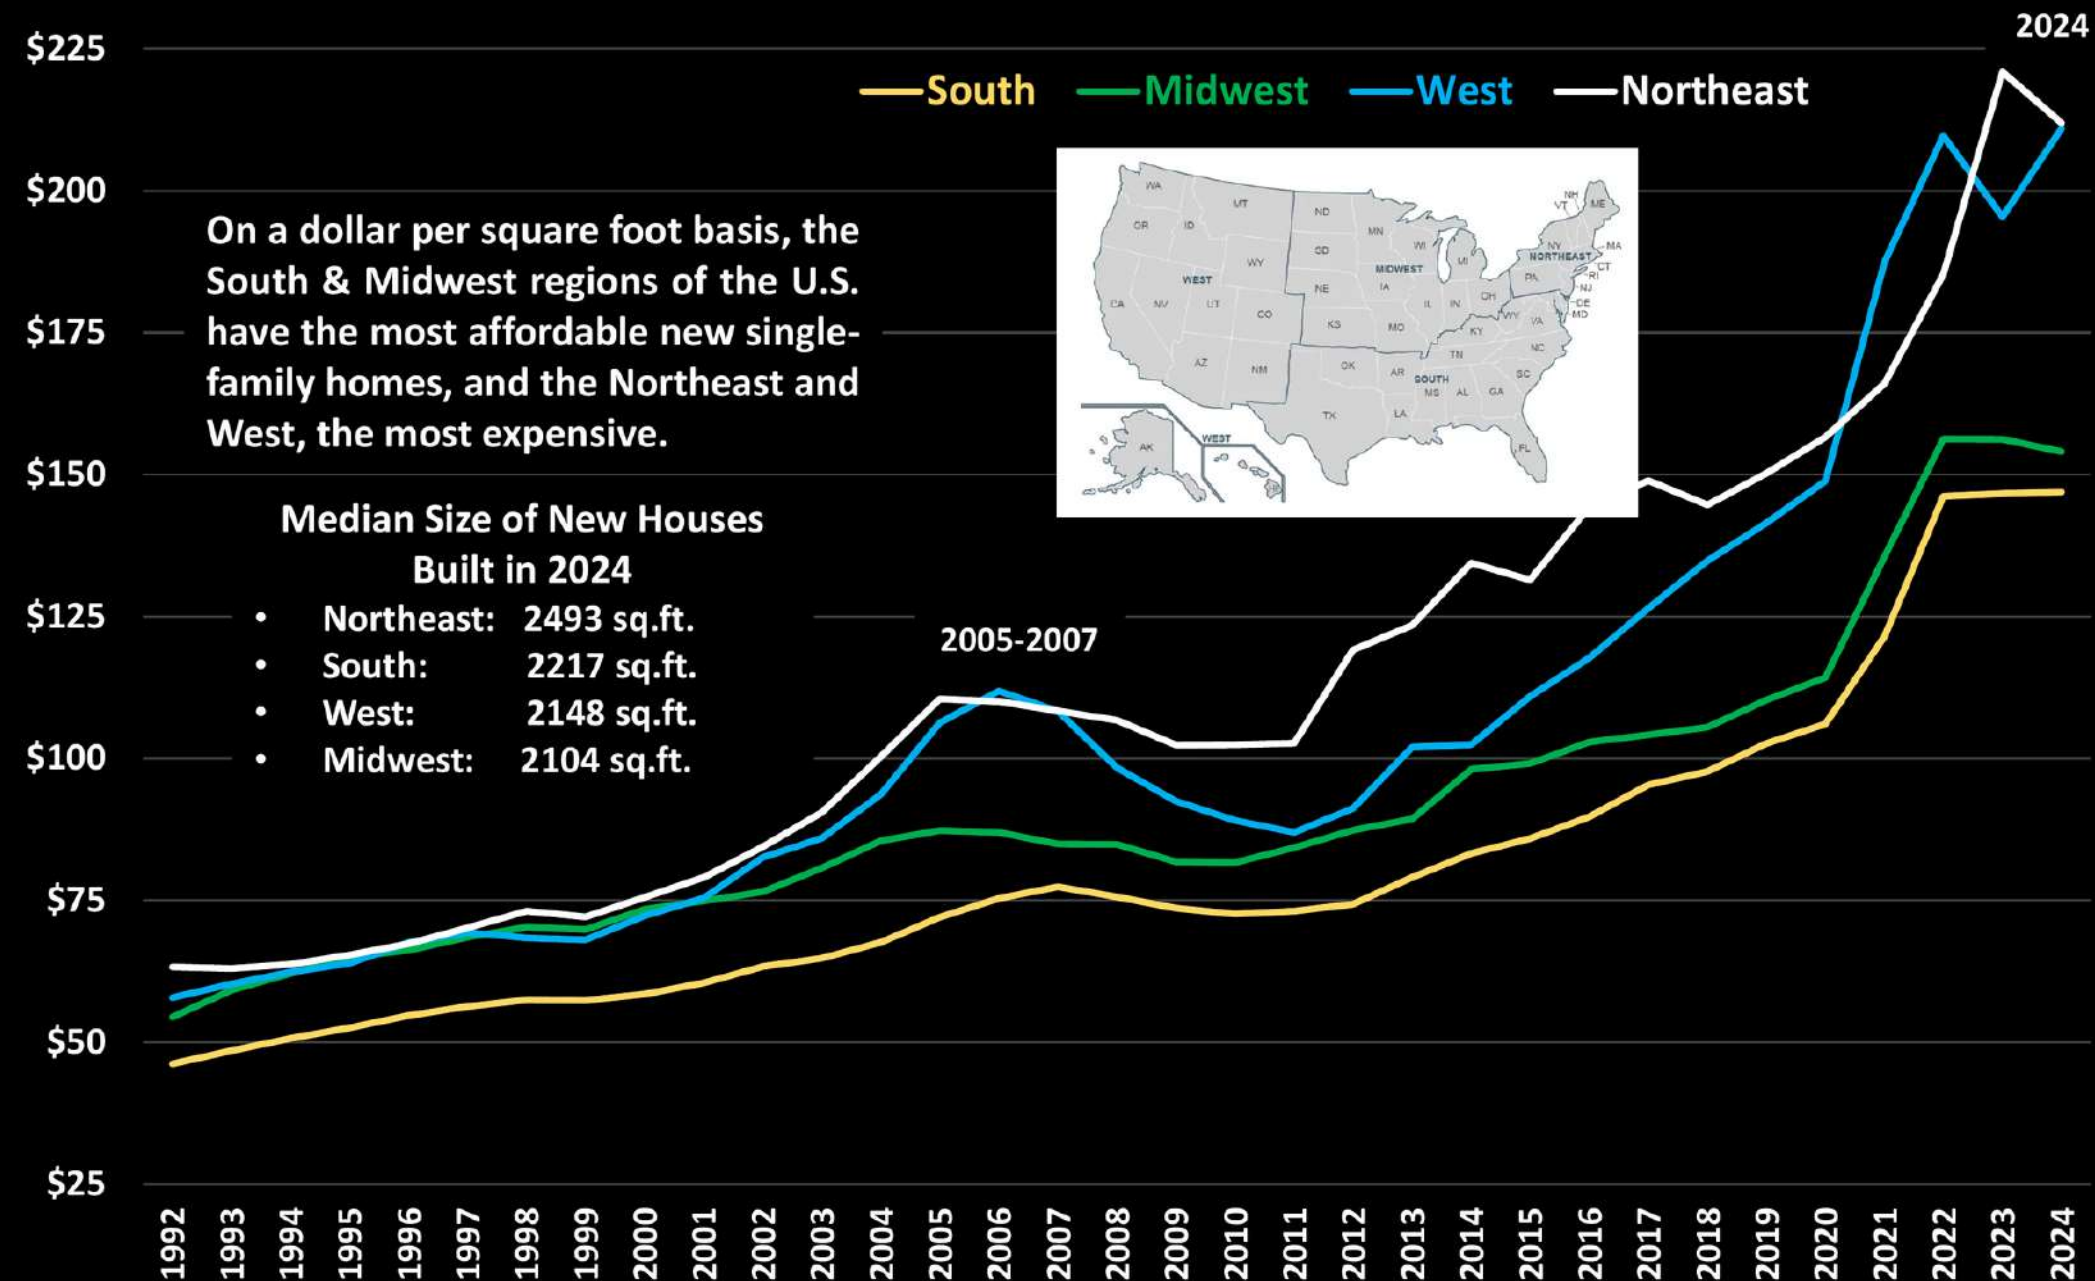 2024
$225
South Midwest West Northeast
$200
On a dollar per square foot basis, the
South & Midwest regions of the U.S.
have the most affordable new single-
family homes, and the Northeast and
West, the most expensive.
$175
$150
Median Size of New Houses
Built in 2024
• Northeast: 2493 sq.ft.
• South: 2217 sq.ft.
• West: 2148 sq.ft.
• Midwest: 2104 sq.ft.
$125
2005-2007
$100
$75
$50
$25
WA
MT
ND
OR
ID
MN
WI
SD
WY
MI
NH
VT
ME
NY
MA
NORTHEAST
CT
RI
PA
NJ
WEST
MIDWEST
NE
IA
CA
NV
UT
CO
IL
IN
OH
DE
MD
KS
MO
WV
VA
KY
NC
TN
AZ
NM
OK
AR
SOUTH
SC
MS
AL
GA
TX
LA
FL
WEST
AK
HI
1992 1993 1994 1995 1996 1997 1998 1999 2000 2001 2002 2003 2004 2005 2006 2007 2008 2009 2010 2011 2012 2013 2014 2015 2016 2017 2018 2019 2020 2021 2022 2023 2024